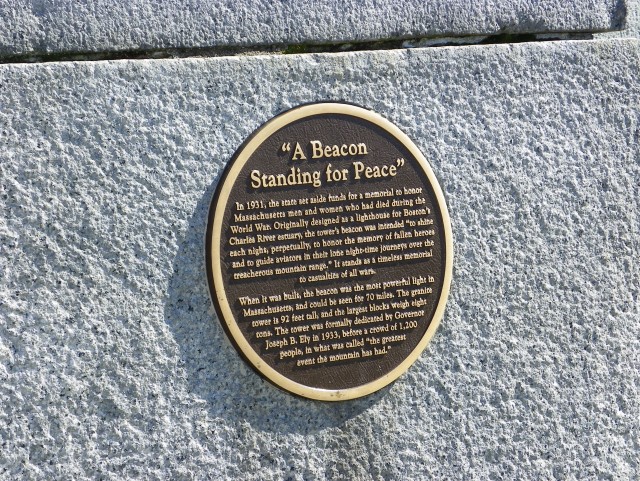 “A Beacon
Standing for Peace”
In 1931, the state set aside funds for a memorial to honor
Massachusetts men and women who had died during the
World War. Originally designed as a lighthouse for Boston's
Charles River estuary, the tower's beacon was intended “to shine
each night, perpetually, to honor the memory of fallen heroes
and to guide aviators in their lone night-time journeys over the
treacherous mountain range.” It stands as a timeless memorial
to casualties of all wars.
When it was built, the beacon was the most powerful light in
Massachusetts, and could be seen for 70 miles. The granite
tower is 92 feet tall, and the largest blocks weigh eight
tons. The tower was formally dedicated by Governor
Joseph B. Ely in 1933, before a crowd of 1,200
people, in what was called “the greatest
event the mountain has had.”